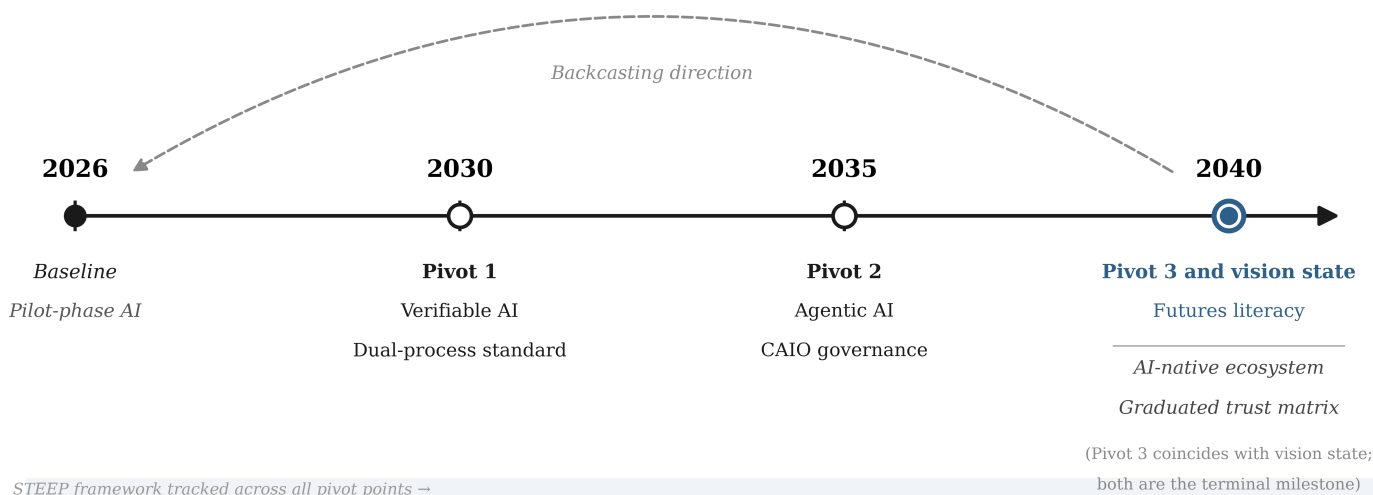 Backcasting direction
2026
2030
2035
2040
Baseline
Pilot-phase AI
Pivot 1
Verifiable AI
Dual-process standard
Pivot 2
Agentic AI
CAIO governance
Pivot 3 and vision state
Futures literacy
AI-native ecosystem
Graduated trust matrix
(Pivot 3 coincides with vision state;
both are the terminal milestone)
STEEP framework tracked across all pivot points →